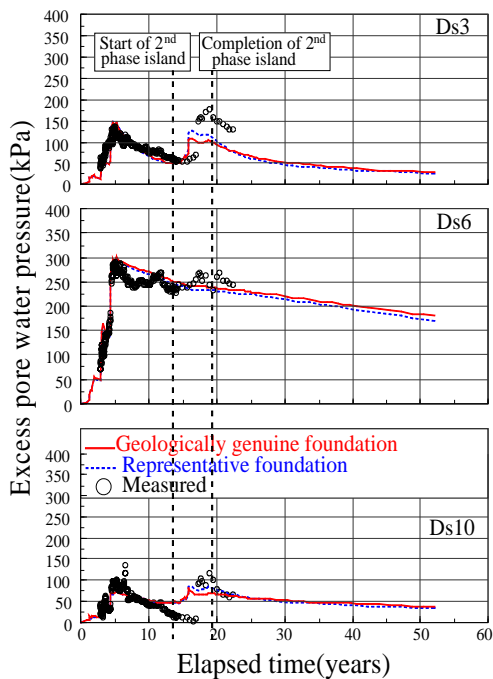 Start of 2nd
phase island
Completion of 2nd
phase island
Ds3
400
350
300
250
200
150
100
50
0
Ds6
400
350
300
250
200
150
100
50
0
Ds10
Geologically genuine foundation
Representative foundation
Measured
400
350
300
250
200
150
100
50
0
0 10 20 30 40 50 60
Elapsed time(years)
Excess pore water pressure(kPa)